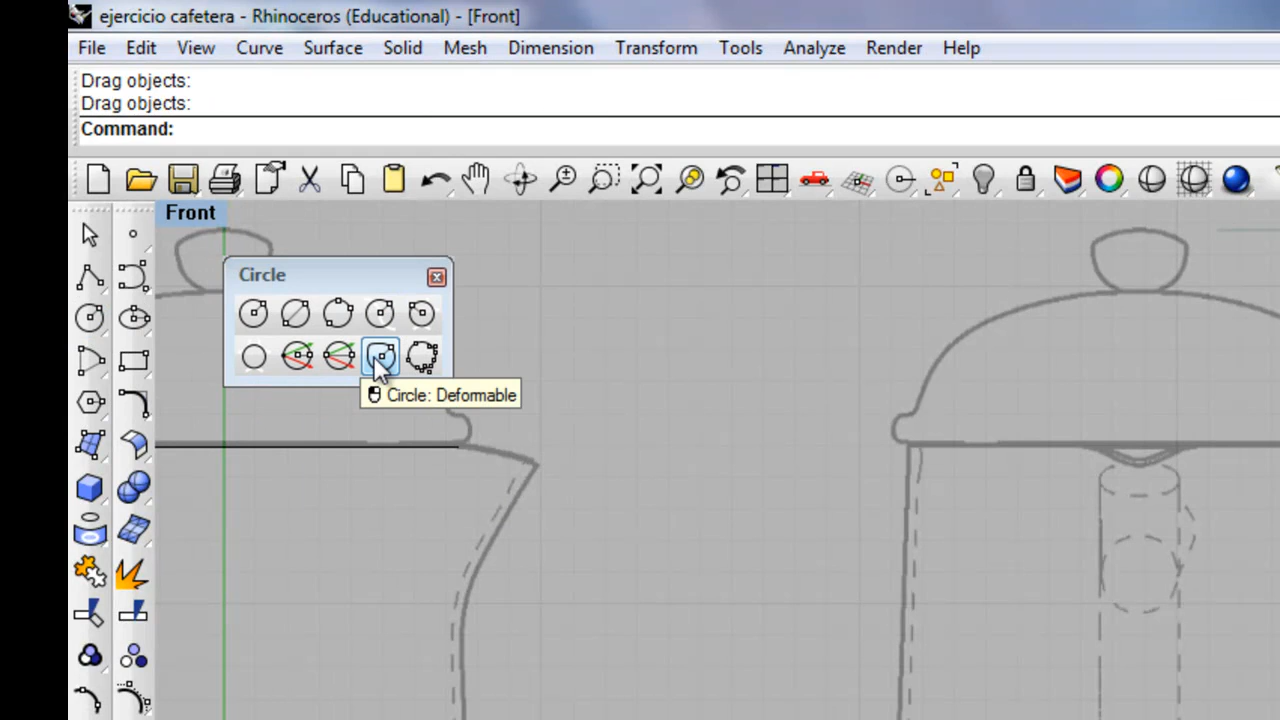 ejercicio cafetera - Rhinoceros (Educational) - [Front]
File Edit View Curve Surface Solid Mesh Dimension Transform Tools Analyze Render Help
Drag objects:
Drag objects:
Command:
Front
Circle
Circle: Deformable